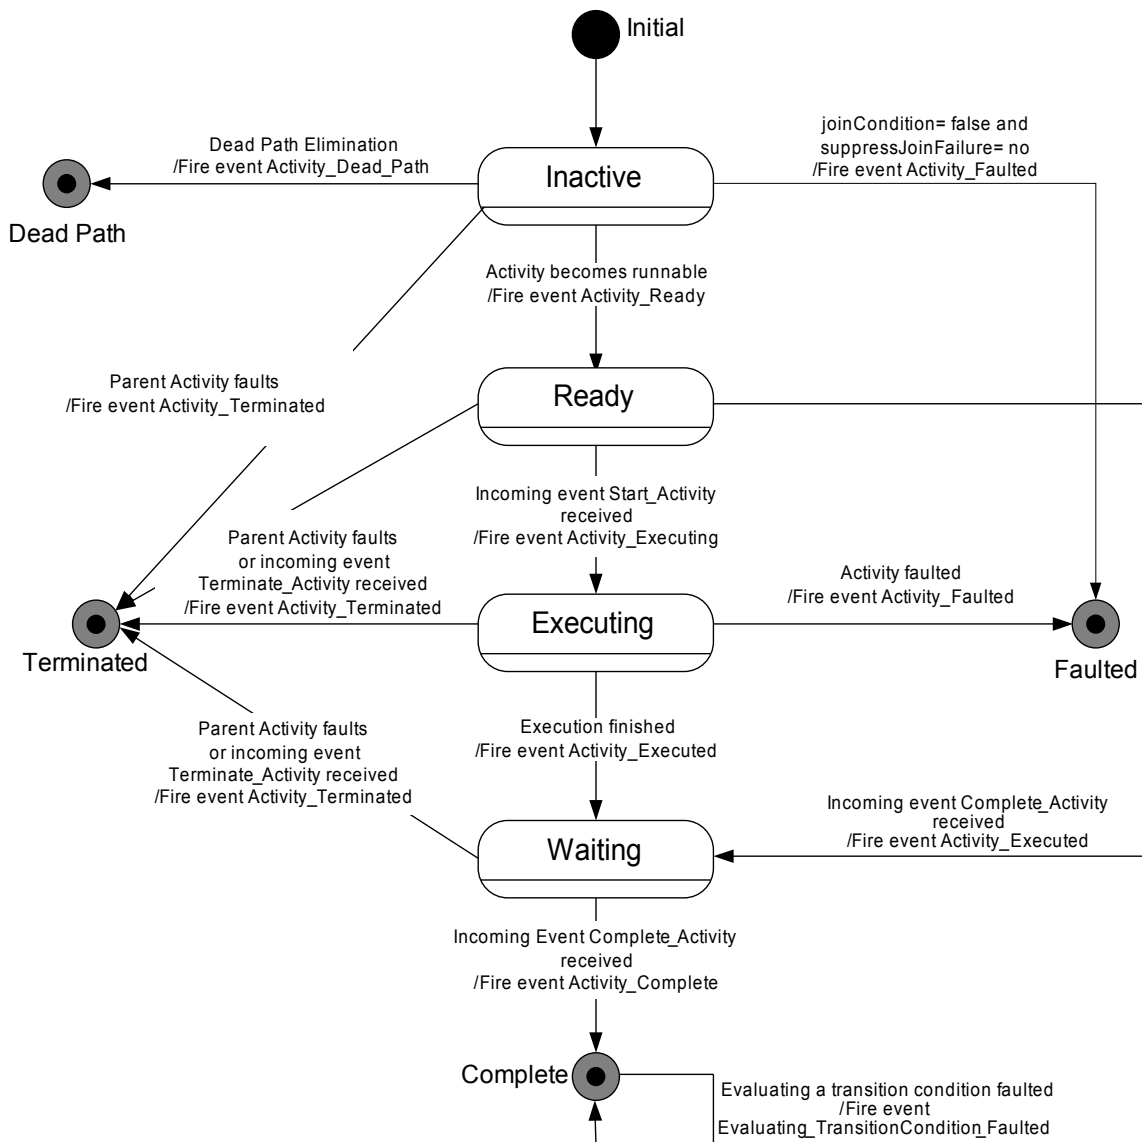 Initial
joinCondition= false and
suppressJoinFailure= no
/Fire event Activity_Faulted
Dead Path Elimination
/Fire event Activity_Dead_Path
Inactive
Dead Path
Activity becomes runnable
/Fire event Activity_Ready
Parent Activity faults
/Fire event Activity_Terminated
Ready
Incoming event Start_Activity
received
/Fire event Activity_Executing
Parent Activity faults
or incoming event
Terminate_Activity received
/Fire event Activity_Terminated
Activity faulted
/Fire event Activity_Faulted
Executing
Terminated
Faulted
Parent Activity faults
or incoming event
Terminate_Activity received
/Fire event Activity_Terminated
Execution finished
/Fire event Activity_Executed
Incoming event Complete_Activity
received
/Fire event Activity_Executed
Waiting
Incoming Event Complete_Activity
received
/Fire event Activity_Complete
Complete
Evaluating a transition condition faulted
/Fire event
Evaluating_TransitionCondition_Faulted